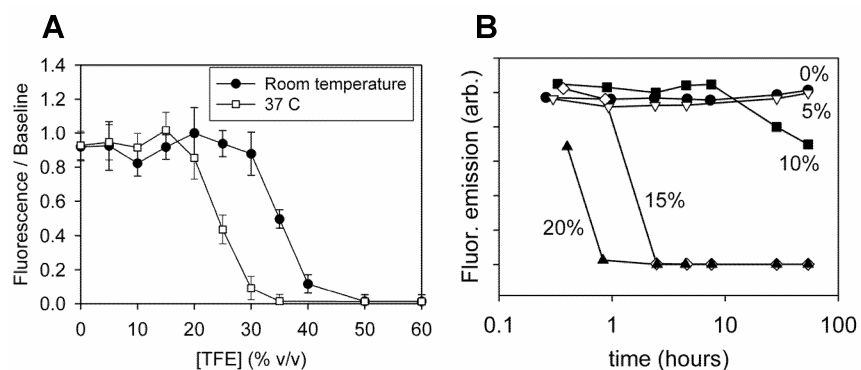 A
Fluorescence / Baseline
1.4
1.2
1.0
0.8
0.6
0.4
0.2
0.0
Room temperature
37 C
0 10 20 30 40 50 60
[TFE] (% v/v)
B
Fluor. emission (arb.)
0%
5%
10%
15%
20%
0.1 1 10 100
time (hours)